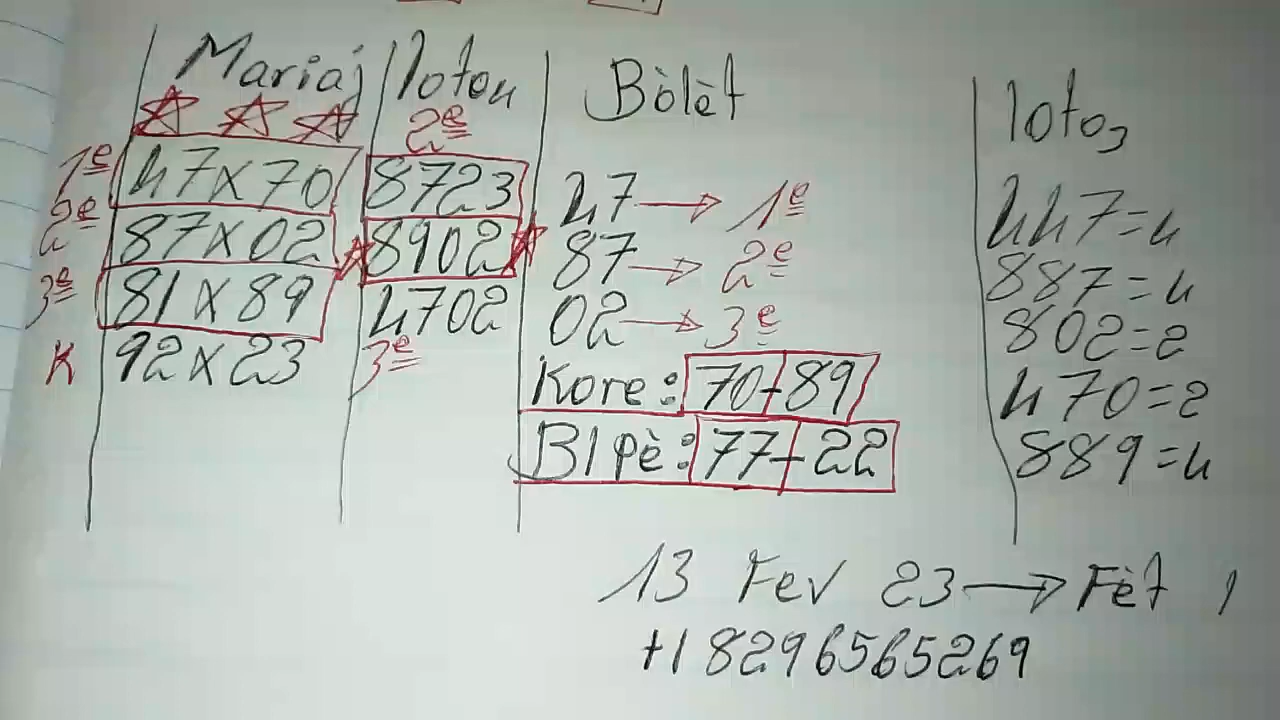 Mariaj loto4 Bòlèt loto3
2e
1e 47x70 8723 47 → 1e 447=4
2e 87x02 8902 87 → 2e 887=4
3e 81x89 4702 02 → 3e 802=2
K 92x23 3e Kore: 70-89 470=2
Blpè: 77-22 889=4
13 Fev 23 → Fèt
+18296565269